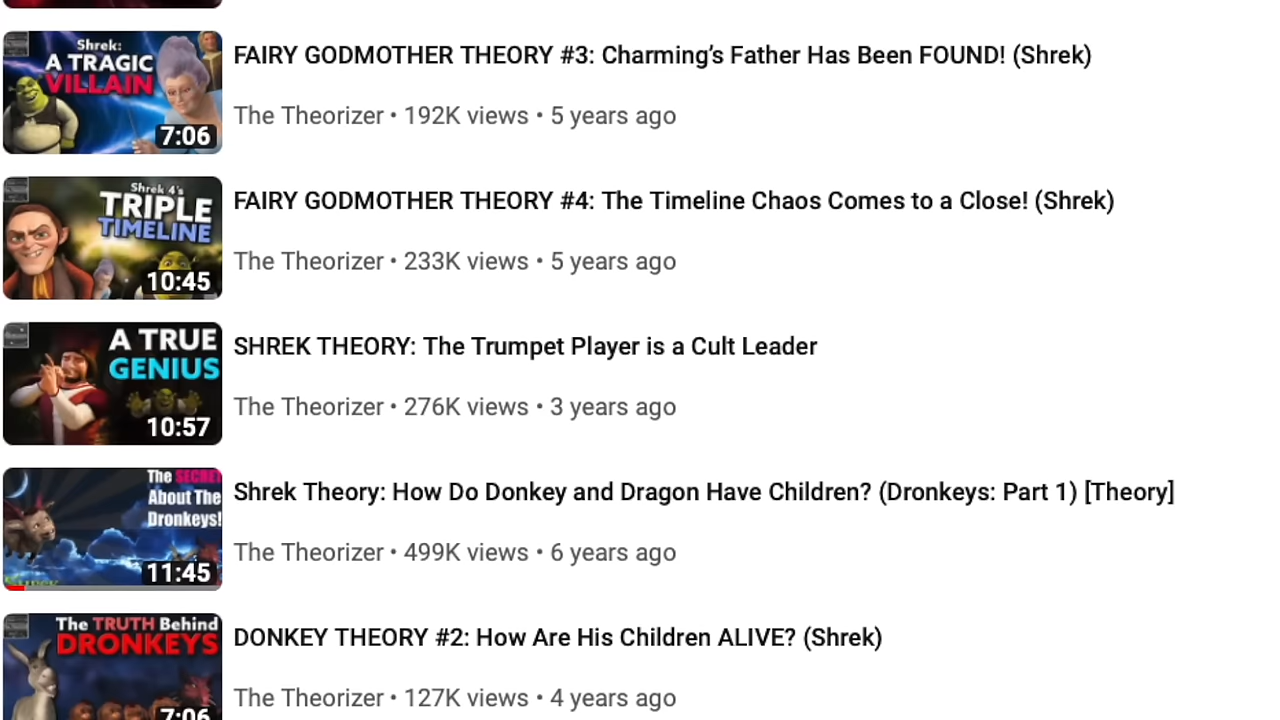 Shrek:
A TRAGIC
VILLAIN
7:06
FAIRY GODMOTHER THEORY #3: Charming’s Father Has Been FOUND! (Shrek)
The Theorizer • 192K views • 5 years ago
Shrek 4's
TRIPLE
TIMELINE
10:45
FAIRY GODMOTHER THEORY #4: The Timeline Chaos Comes to a Close! (Shrek)
The Theorizer • 233K views • 5 years ago
A TRUE
GENIUS
10:57
SHREK THEORY: The Trumpet Player is a Cult Leader
The Theorizer • 276K views • 3 years ago
The SECRET
About The
Dronkeys!
11:45
Shrek Theory: How Do Donkey and Dragon Have Children? (Dronkeys: Part 1) [Theory]
The Theorizer • 499K views • 6 years ago
The TRUTH Behind
DRONKEYS
7:06
DONKEY THEORY #2: How Are His Children ALIVE? (Shrek)
The Theorizer • 127K views • 4 years ago